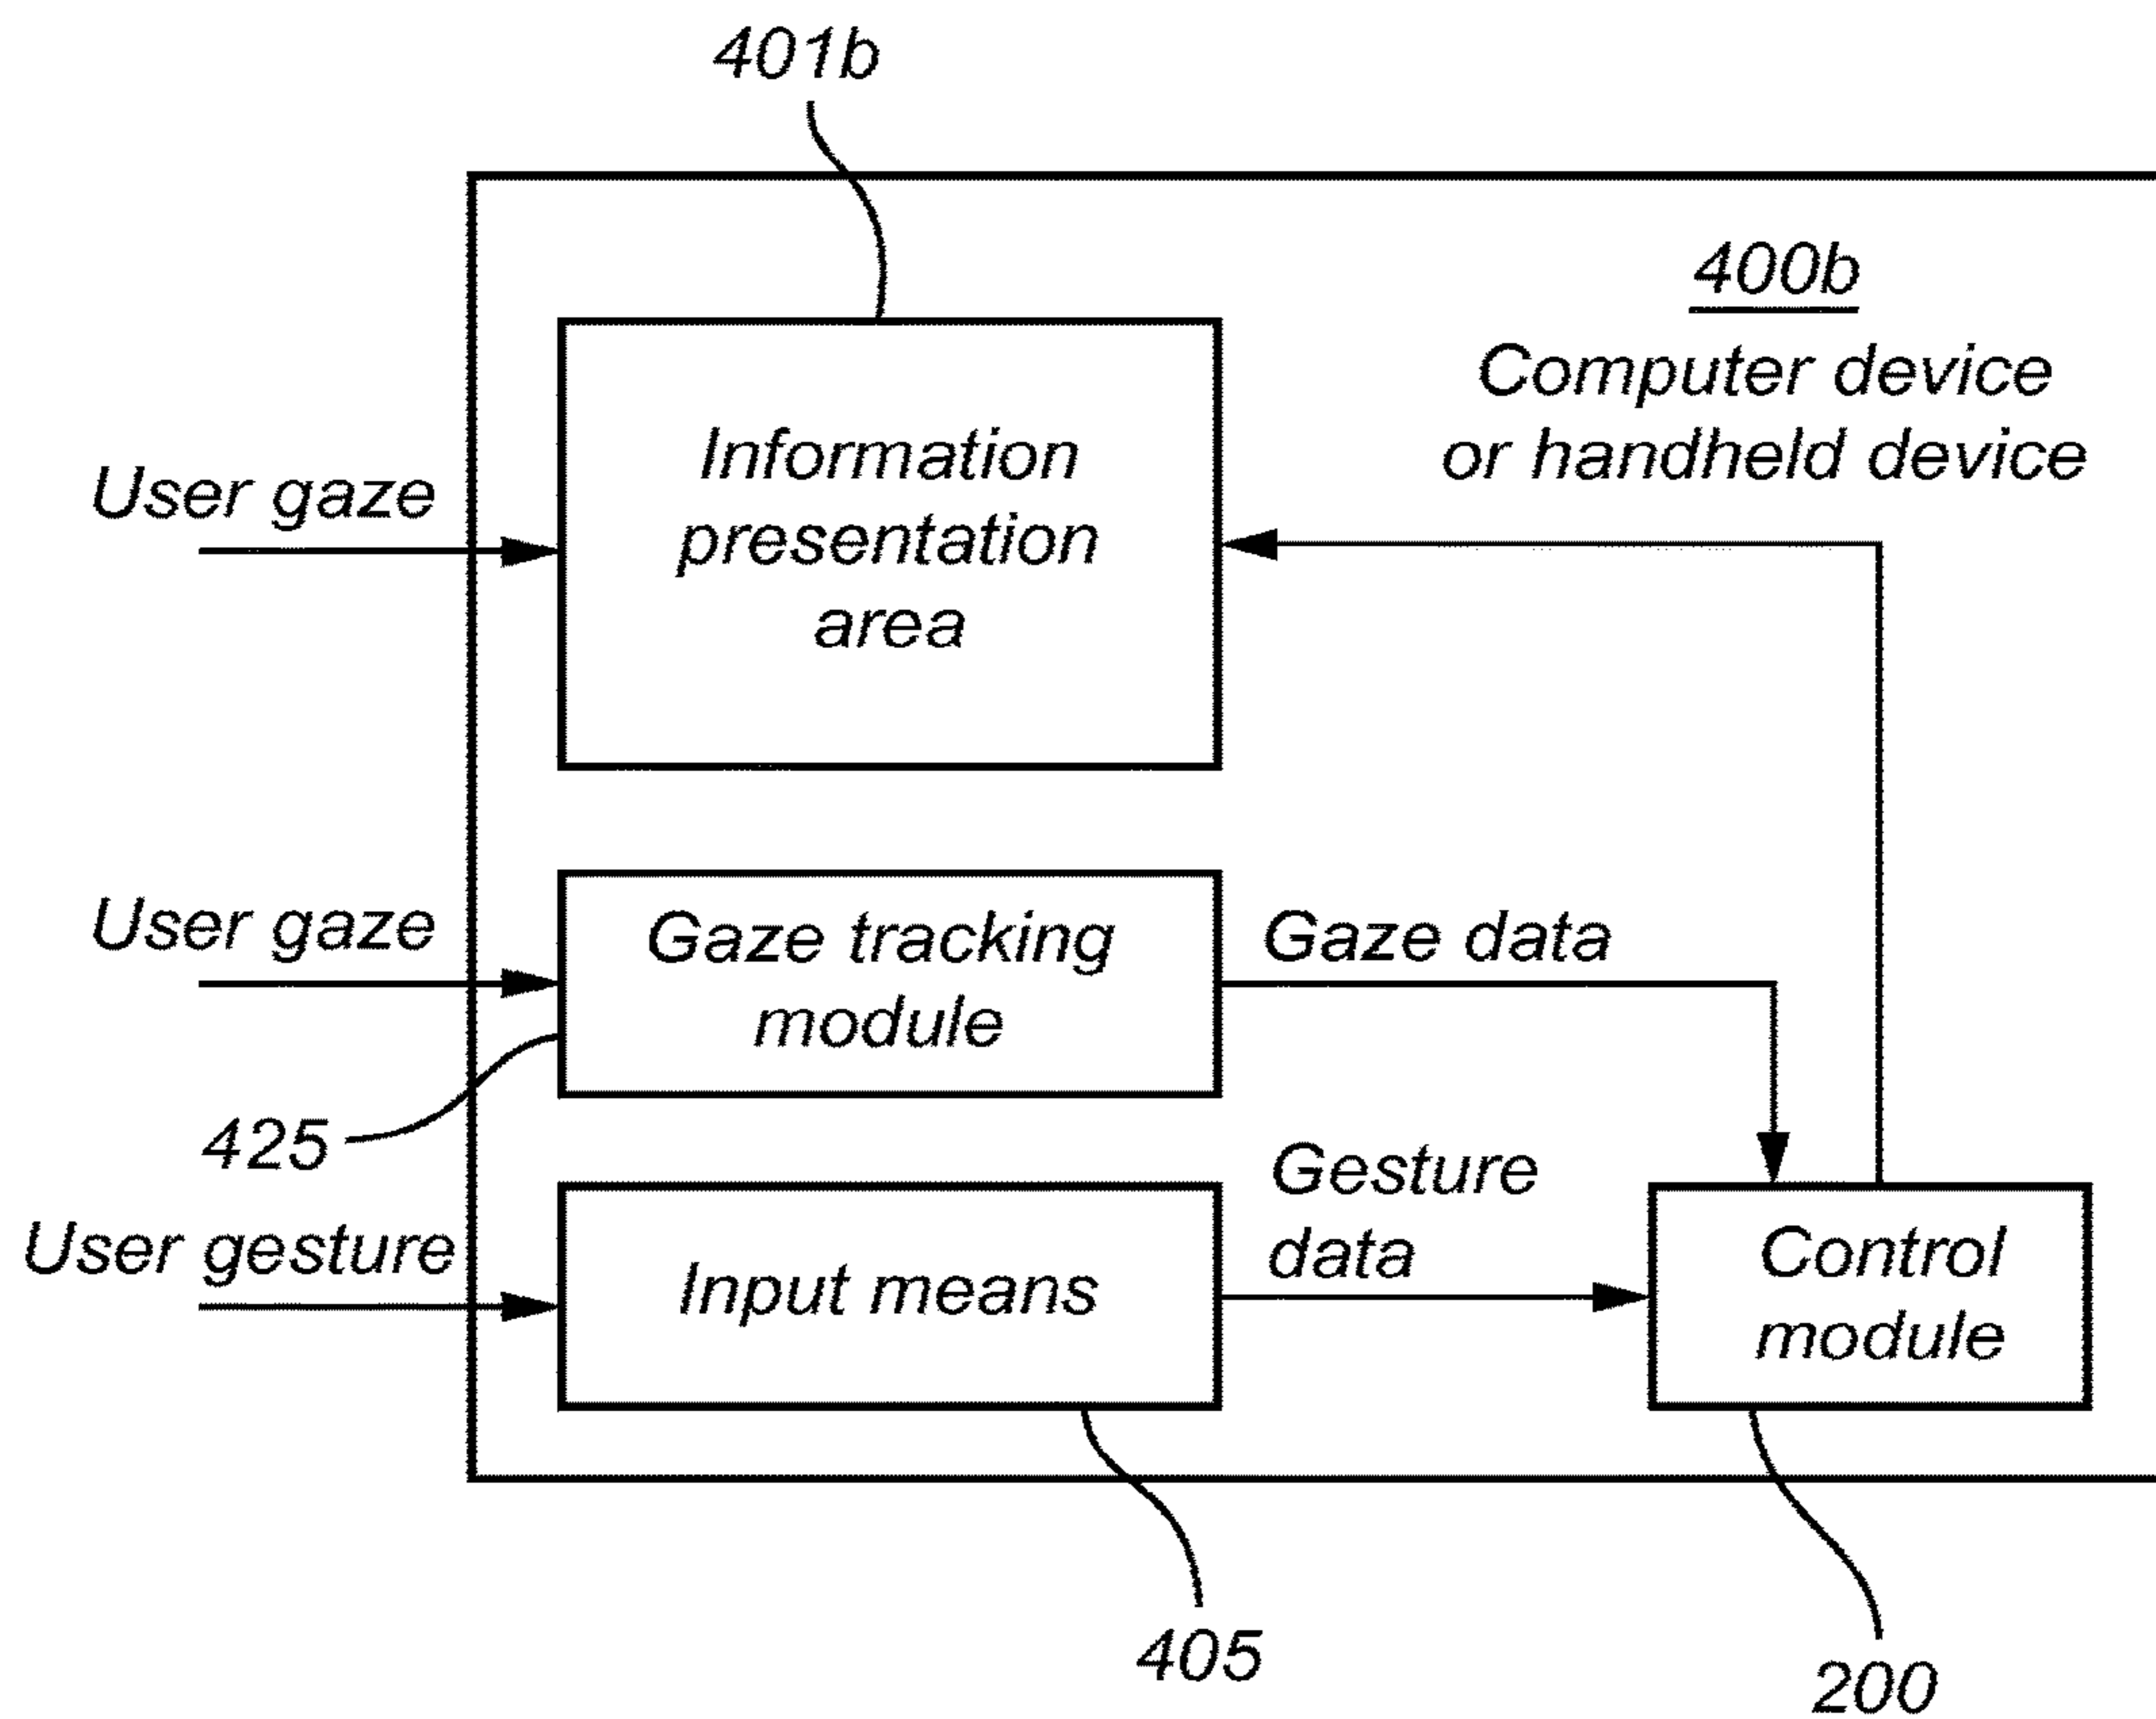 401b
400b
Computer device
or handheld device
Information
presentation
area
User gaze
User gaze
Gaze tracking
module
Gaze data
425
User gesture
Input means
Gesture
data
Control
module
405
200